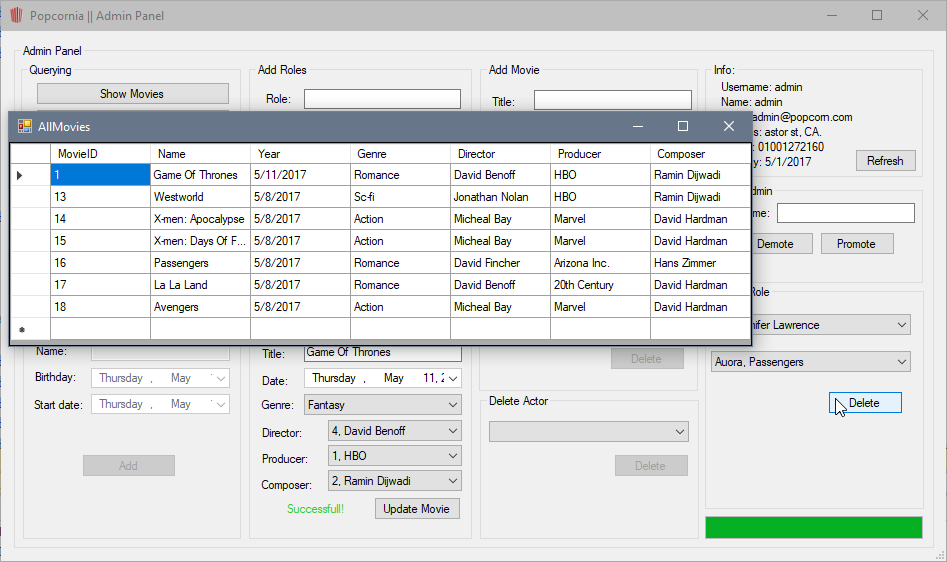 Popcornia || Admin Panel
Admin Panel
Querying
Show Movies
Add Roles
Role:
Add Movie
Title:
Info:
Username: admin
Name: admin
admin@popcorn.com
s: astor st, CA.
: 01001272160
y: 5/1/2017
Refresh
AllMovies
MovieID Name Year Genre Director Producer Composer
1 Game Of Thrones 5/11/2017 Romance David Benoff HBO Ramin Dijwadi
13 Westworld 5/8/2017 Sc-fi Jonathan Nolan HBO Ramin Dijwadi
14 X-men: Apocalypse 5/8/2017 Action Micheal Bay Marvel David Hardman
15 X-men: Days Of F... 5/8/2017 Action Micheal Bay Marvel David Hardman
16 Passengers 5/8/2017 Romance David Fincher Arizona Inc. Hans Zimmer
17 La La Land 5/8/2017 Romance David Benoff 20th Century David Hardman
18 Avengers 5/8/2017 Action Micheal Bay Marvel David Hardman
dmin
me:
Demote Promote
Role
nifer Lawrence
Auora, Passengers
Delete
Name:
Birthday: Thursday , May
Start date: Thursday , May
Add
Title: Game Of Thrones
Date: Thursday , May 11, 2
Genre: Fantasy
Director: 4, David Benoff
Producer: 1, HBO
Composer: 2, Ramin Dijwadi
Successfull! Update Movie
Delete
Delete Actor
Delete